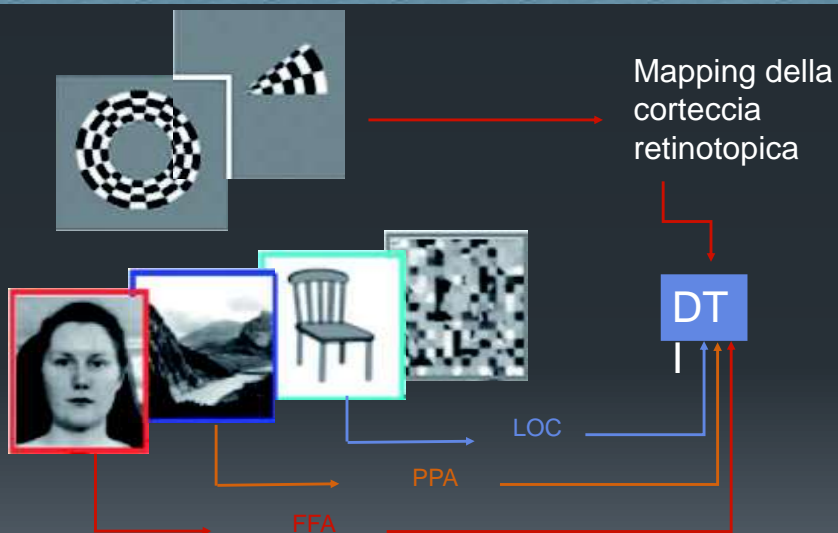 Mapping della
corteccia
retinotopica
DT
I
LOC
PPA
FFA